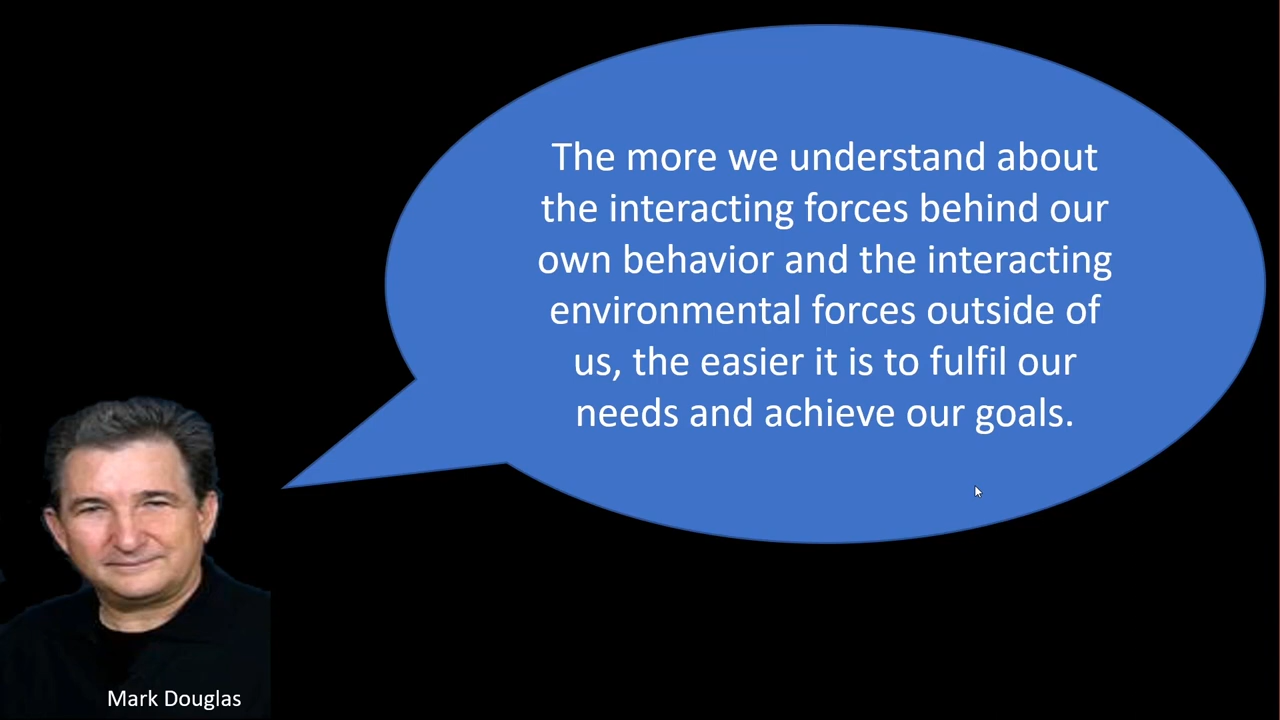 The more we understand about
the interacting forces behind our
own behavior and the interacting
environmental forces outside of
us, the easier it is to fulfil our
needs and achieve our goals.
Mark Douglas